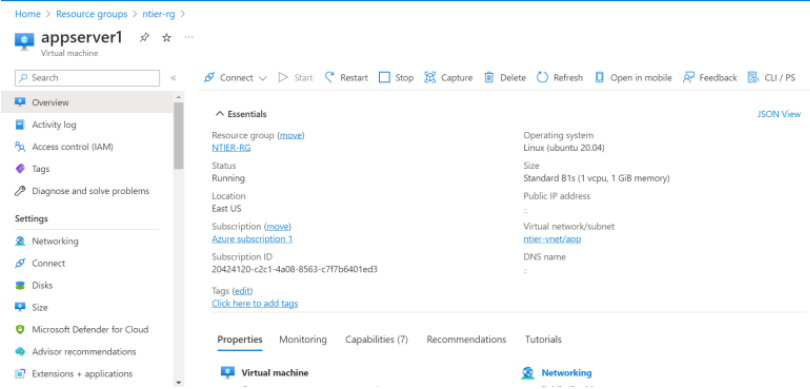 Home > Resource groups > ntier-rg >
appserver1
Virtual machine
Search
Connect Start Restart Stop Capture Delete Refresh Open in mobile Feedback CLI / PS
Overview
Activity log
Access control (IAM)
Tags
Diagnose and solve problems
Settings
Networking
Connect
Disks
Size
Microsoft Defender for Cloud
Advisor recommendations
Extensions + applications
Essentials
JSON View
Resource group (move)
NTIER-RG
Status
Running
Location
East US
Subscription (move)
Azure subscription 1
Subscription ID
20424120-c2c1-4a08-8563-c7f7b6401ed3
Tags (edit)
Click here to add tags
Operating system
Linux (ubuntu 20.04)
Size
Standard B1s (1 vcpu, 1 GiB memory)
Public IP address
-
Virtual network/subnet
ntier-vnet/app
DNS name
-
Properties Monitoring Capabilities (7) Recommendations Tutorials
Virtual machine
Networking